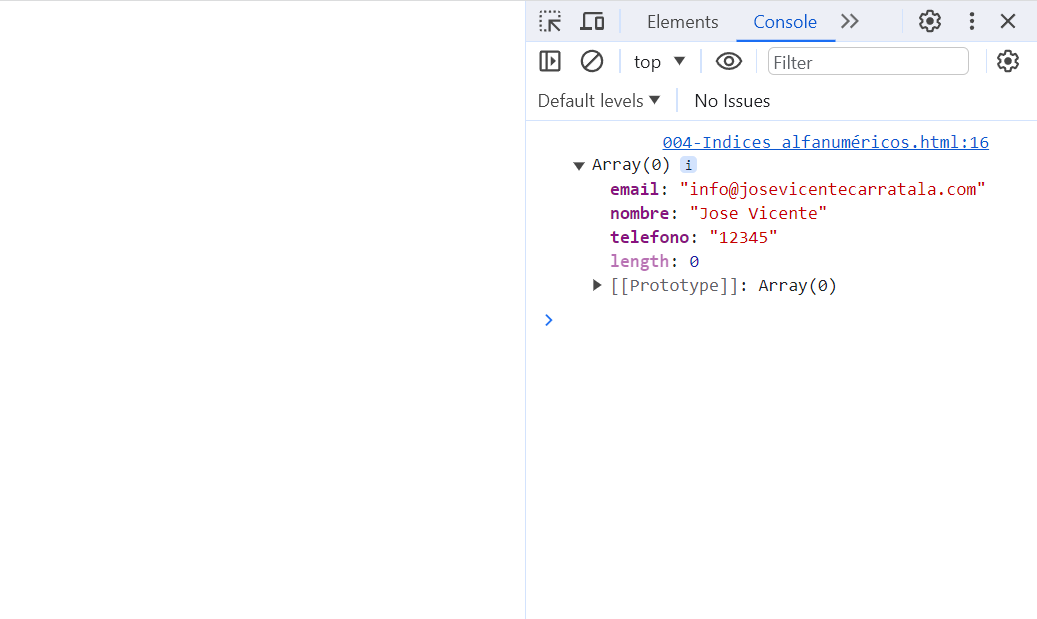 Elements Console
top Filter
Default levels No Issues
004-Indices alfanuméricos.html:16
Array(0) i
email: "info@josevicentecarratala.com"
nombre: "Jose Vicente"
telefono: "12345"
length: 0
[[Prototype]]: Array(0)